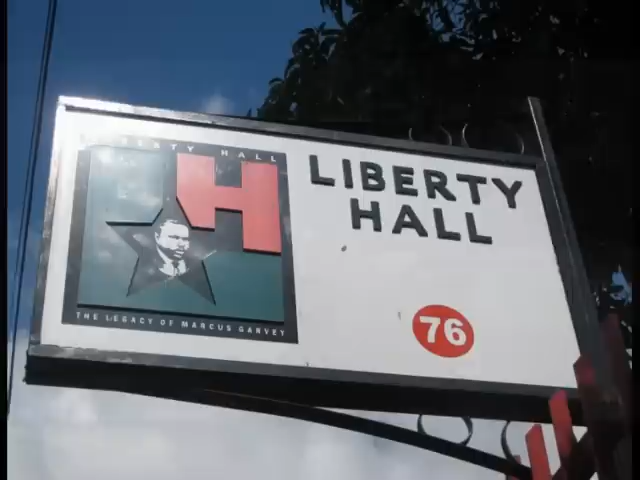 LIBERTY HALL
H
THE LEGACY OF MARCUS GARVEY
LIBERTY
HALL
76